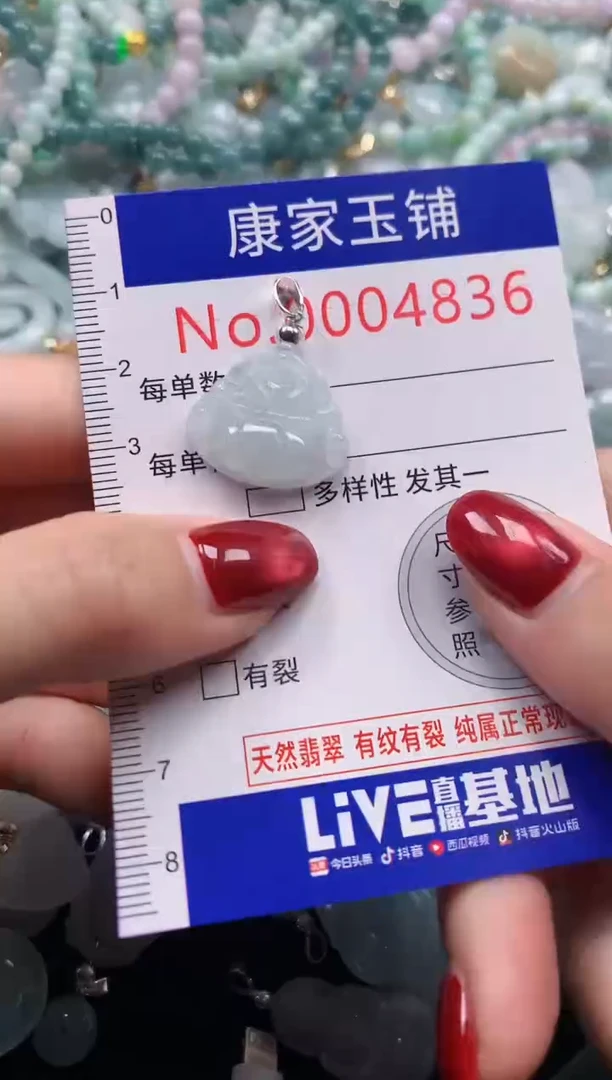 0
康家玉铺
1
No.0004836
2
每单数
3
每单
多样性 发其一
尺寸参照
6
有裂
天然翡翠 有纹有裂 纯属正常现
7
LiVE直播基地
8
今日头条 抖音 西瓜视频 抖音火山版